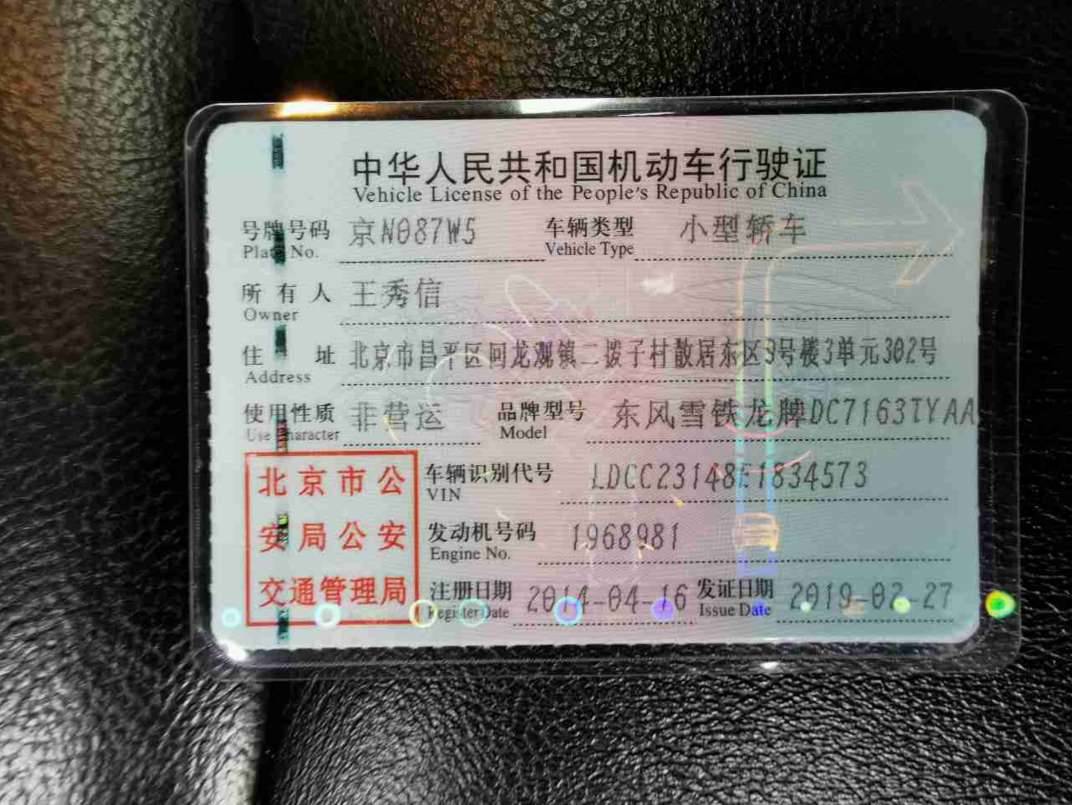 中华人民共和国机动车行驶证
Vehicle License of the People's Republic of China
号牌号码 京N087W5 车辆类型 小型轿车
Plate No. Vehicle Type
所有人 王秀信
Owner
住址 北京市昌平区回龙观镇二拨子村散居东区9号楼3单元302号
Address
使用性质 非营运 品牌型号 东风雪铁龙牌DC7163TYAA
Use Character Model
北京市公 车辆识别代号 LDCC23148E1834573
VIN
安局公安 发动机号码 1968981
Engine No.
交通管理局 注册日期 2014-04-16 发证日期 2019-02-27
Register Date Issue Date